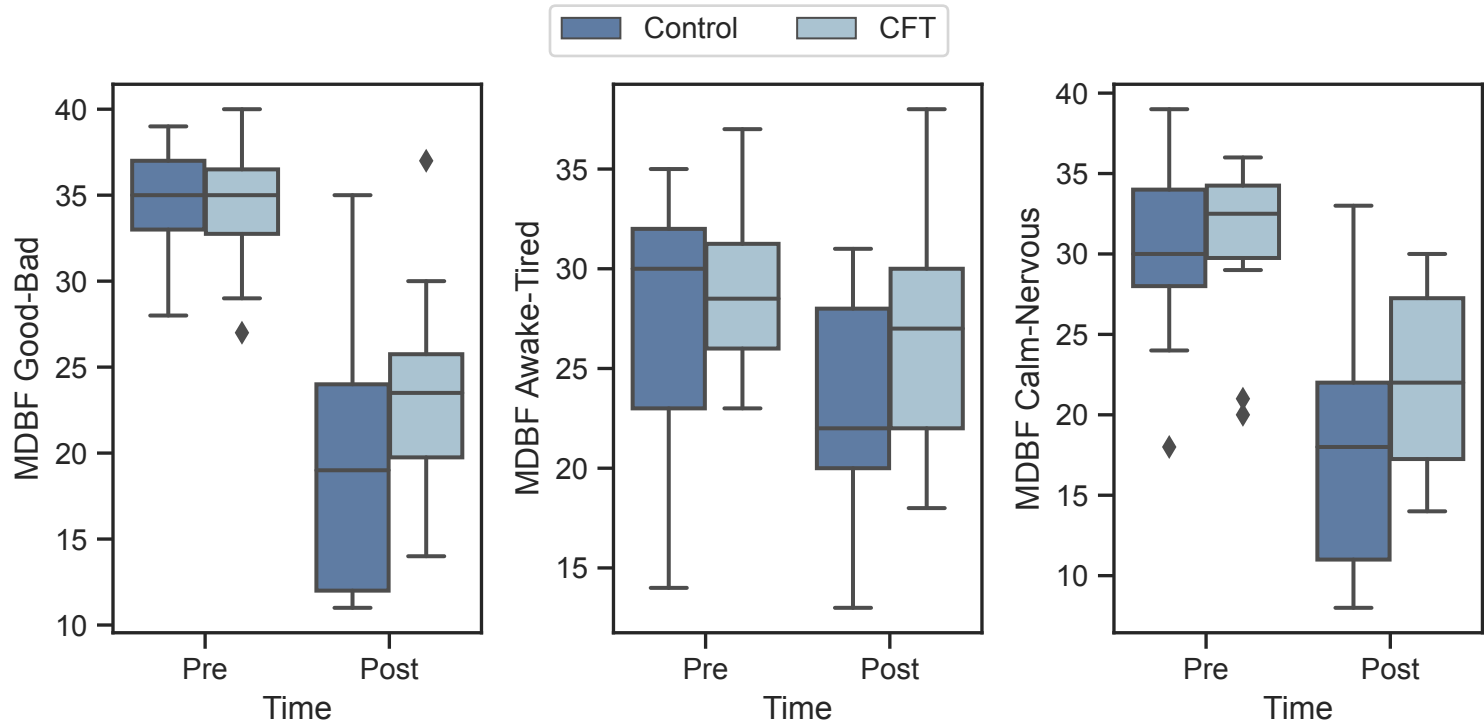 Control CFT
MDBF Good-Bad
40
35
30
25
20
15
10
Pre Post
Time
MDBF Awake-Tired
35
30
25
20
15
Pre Post
Time
MDBF Calm-Nervous
40
35
30
25
20
15
10
Pre Post
Time